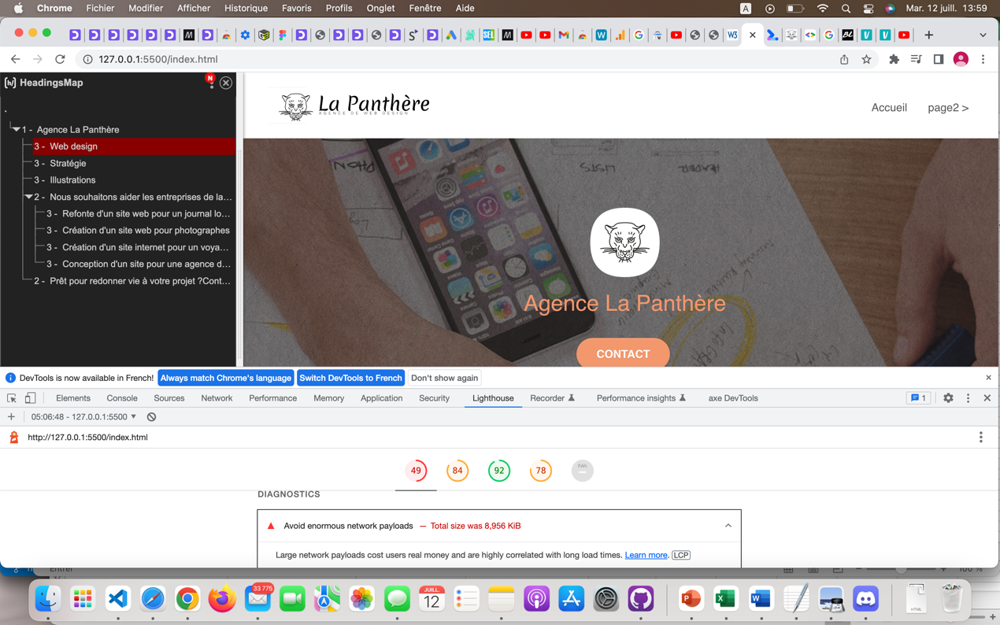 Chrome Fichier Modifier Afficher Historique Favoris Profils Onglet Fenêtre Aide A Mar. 12 juill. 13:59
127.0.0.1:5500/index.html
HeadingsMap N
1 - Agence La Panthère
3 - Web design
3 - Stratégie
3 - Illustrations
2 - Nous souhaitons aider les entreprises de la...
3 - Refonte d'un site web pour un journal lo...
3 - Création d'un site web pour photographes
3 - Création d'un site internet pour un voya...
3 - Conception d'un site pour une agence d...
2 - Prêt pour redonner vie à votre projet ?Cont...
La Panthère
AGENCE DE WEB DESIGN
Accueil page2 >
Agence La Panthère
CONTACT
DevTools is now available in French! Always match Chrome's language Switch DevTools to French Don't show again
Elements Console Sources Network Performance Memory Application Security Lighthouse Recorder Performance insights axe DevTools 1
05:06:48 - 127.0.0.1:5500
http://127.0.0.1:5500/index.html
49 84 92 78
DIAGNOSTICS
Avoid enormous network payloads — Total size was 8,956 KiB
Large network payloads cost users real money and are highly correlated with long load times. Learn more. LCP
33 775
JUILL.
12
HTML